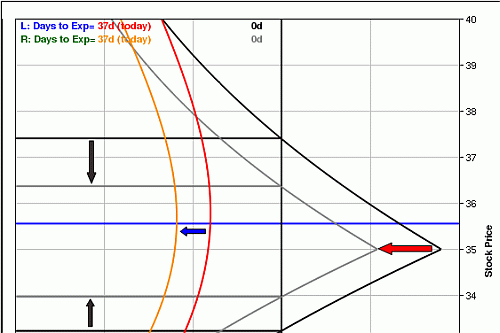 L: Days to Exp= 37d (today) 0d
R: Days to Exp= 37d (today) 0d
40
39
38
37
36
35
34
Stock Price